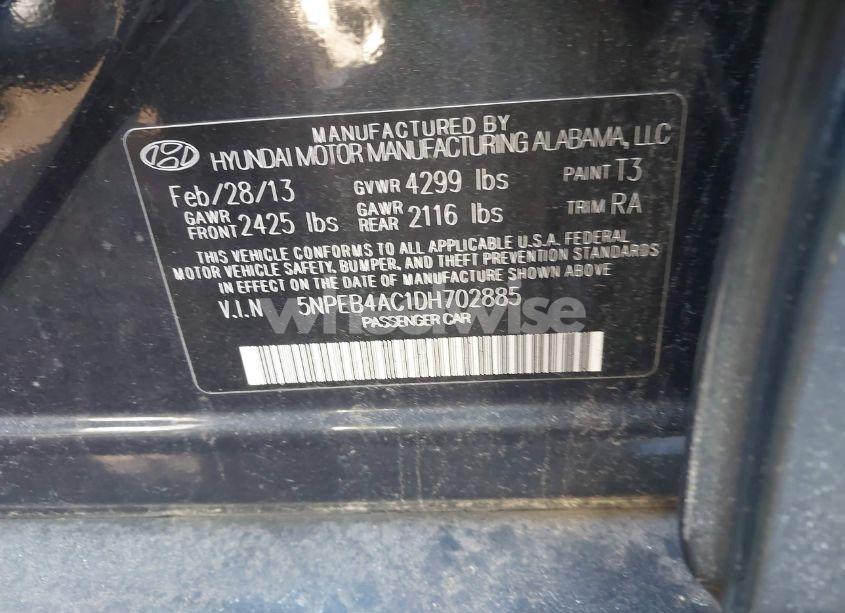 MANUFACTURED BY
HYUNDAI MOTOR MANUFACTURING ALABAMA, LLC
Feb/28/13 GVWR 4299 lbs PAINT T3
GAWR FRONT 2425 lbs GAWR REAR 2116 lbs TRIM RA
THIS VEHICLE CONFORMS TO ALL APPLICABLE U.S.A. FEDERAL
MOTOR VEHICLE SAFETY, BUMPER, AND THEFT PREVENTION STANDARDS
IN EFFECT ON THE DATE OF MANUFACTURE SHOWN ABOVE
V.I.N 5NPEB4AC1DH702885
PASSENGER CAR
wheelwise